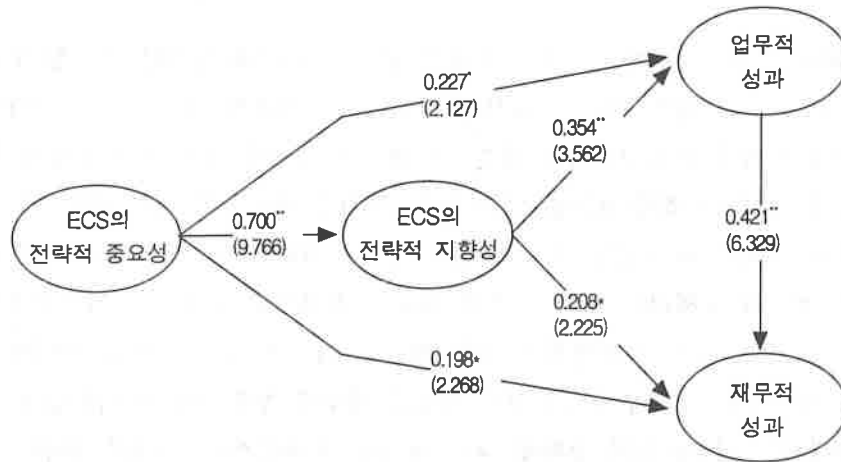 업무적
성과
0.227*
(2.127)
0.354**
(3.562)
ECS의
전략적 중요성
0.700**
(9.766)
ECS의
전략적 지향성
0.421**
(6.329)
0.208*
(2.225)
0.198*
(2.268)
재무적
성과